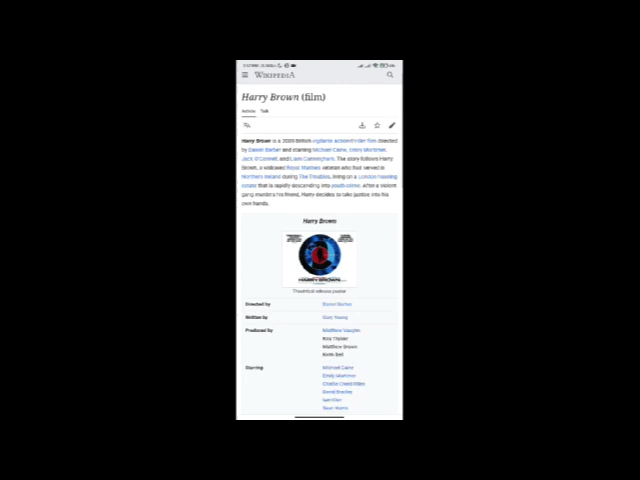 WIKIPEDIA
Harry Brown (film)
Article Talk
Harry Brown is a 2009 British vigilante action thriller film directed
by Daniel Barber and starring Michael Caine, Emily Mortimer,
Jack O'Connell, and Liam Cunningham. The story follows Harry
Brown, a widowed Royal Marines veteran who had served in
Northern Ireland during The Troubles, living on a London housing
estate that is rapidly descending into youth crime. After a violent
gang murders his friend, Harry decides to take justice into his
own hands.
Harry Brown
HARRY BROWN
Theatrical release poster
Directed by Daniel Barber
Written by Gary Young
Produced by Matthew Vaughn
Kris Thykier
Matthew Brown
Keith Bell
Starring Michael Caine
Emily Mortimer
Charlie Creed-Miles
David Bradley
Iain Glen
Sean Harris